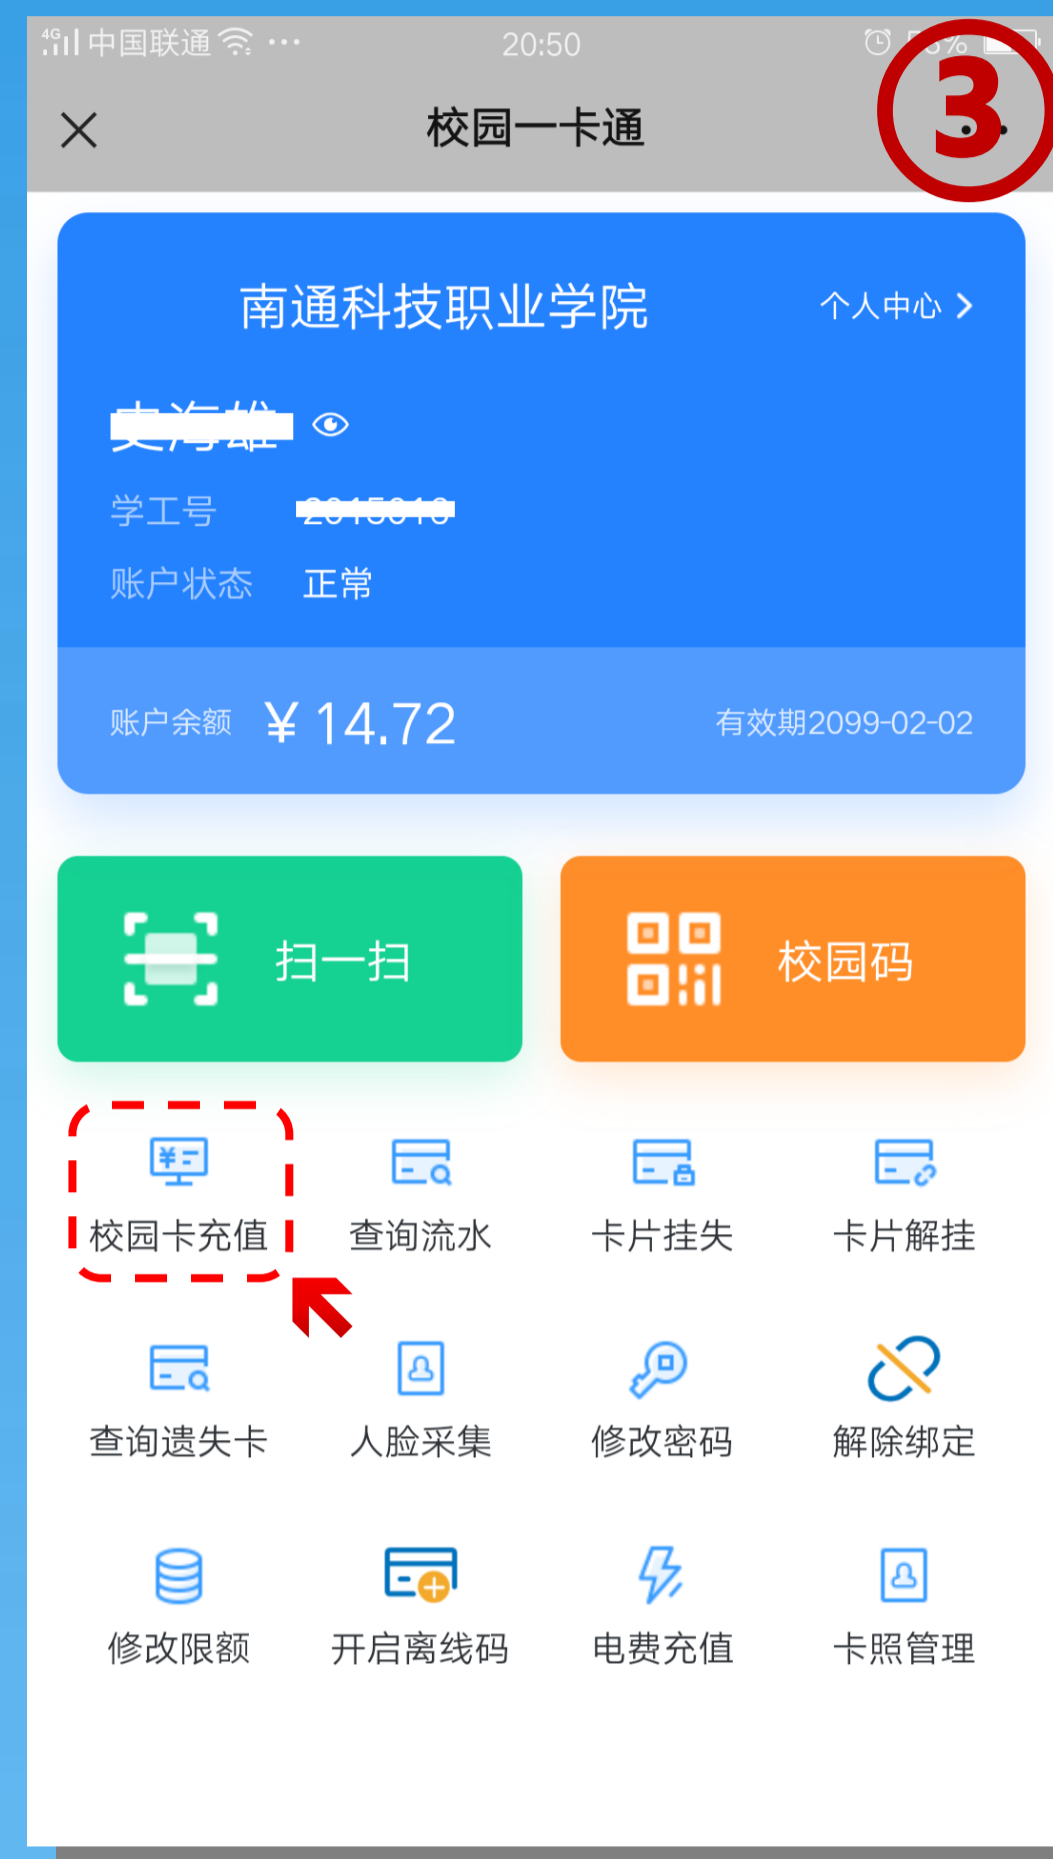 4G 中国联通 20:50
③
校园一卡通
南通科技职业学院 个人中心
学工号
账户状态 正常
账户余额 ¥14.72 有效期2099-02-02
扫一扫 校园码
校园卡充值 查询流水 卡片挂失 卡片解挂
查询遗失卡 人脸采集 修改密码 解除绑定
修改限额 开启离线码 电费充值 卡照管理